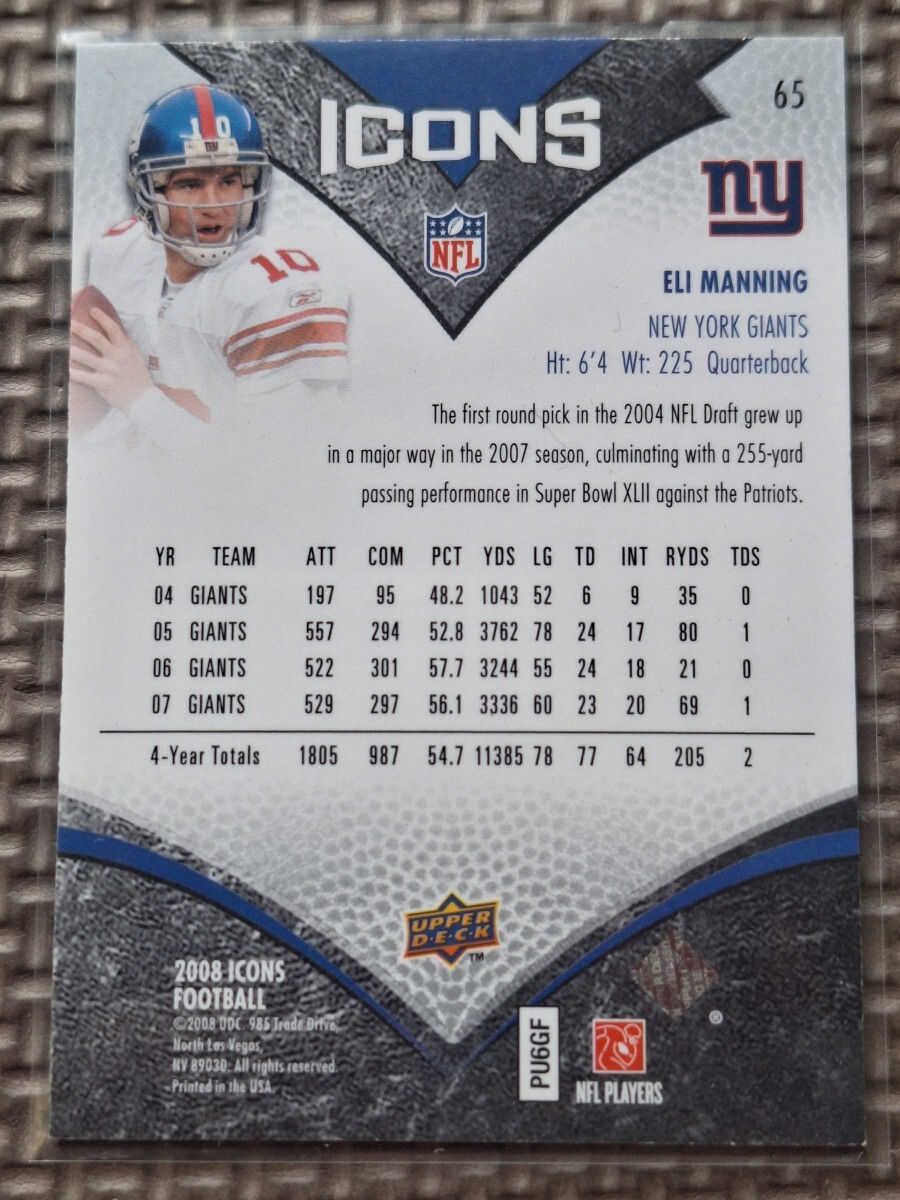 65
ICONS
10
NY
ny
NFL
10
10
ELI MANNING
NEW YORK GIANTS
Ht: 6'4 Wt: 225 Quarterback
The first round pick in the 2004 NFL Draft grew up
in a major way in the 2007 season, culminating with a 255-yard
passing performance in Super Bowl XLII against the Patriots.
YR TEAM ATT COM PCT YDS LG TD INT RYDS TDS
04 GIANTS 197 95 48.2 1043 52 6 9 35 0
05 GIANTS 557 294 52.8 3762 78 24 17 80 1
06 GIANTS 522 301 57.7 3244 55 24 18 21 0
07 GIANTS 529 297 56.1 3336 60 23 20 69 1
4-Year Totals 1805 987 54.7 11385 78 77 64 205 2
UPPER
D·E·C·K
TM
2008 ICONS
FOOTBALL
©2008 UDC. 985 Trade Drive,
North Las Vegas,
NV 89030. All rights reserved.
Printed in the USA.
PU6GF
NFL PLAYERS
®